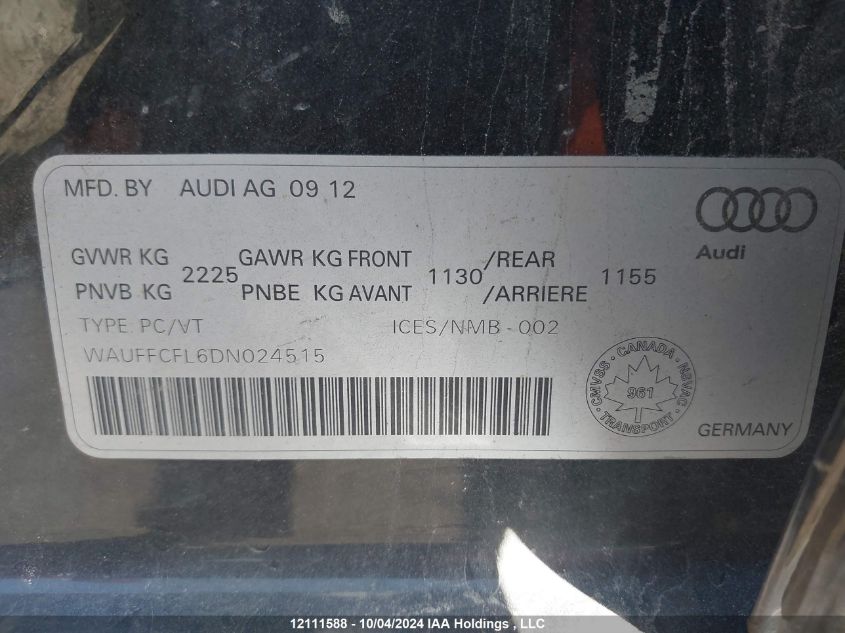 MFD. BY AUDI AG 09 12
Audi
GVWR KG 2225 GAWR KG FRONT 1130 /REAR 1155
PNVB KG PNBE KG AVANT /ARRIERE
TYPE: PC/VT ICES/NMB-002
WAUFFCFL6DN024515
CMVSS · CANADA · NSVAC · TRANSPORT
961
GERMANY
12111588 - 10/04/2024 IAA Holdings , LLC